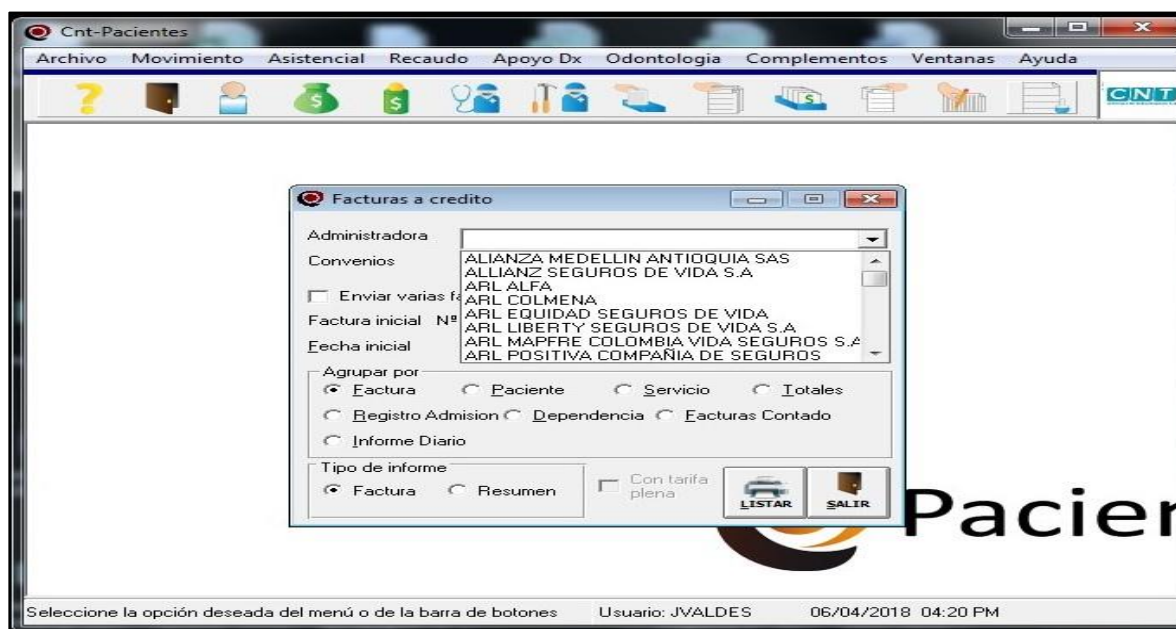 Cnt-Pacientes
Archivo Movimiento Asistencial Recaudo Apoyo Dx Odontologia Complementos Ventanas Ayuda
CNT
Facturas a credito
Administradora
Convenios
ALIANZA MEDELLIN ANTIOQUIA SAS
ALLIANZ SEGUROS DE VIDA S.A
ARL ALFA
ARL COLMENA
ARL EQUIDAD SEGUROS DE VIDA
ARL LIBERTY SEGUROS DE VIDA S.A
ARL MAPFRE COLOMBIA VIDA SEGUROS S.A
ARL POSITIVA COMPAÑIA DE SEGUROS
Enviar varias fa
Factura inicial Nº
Fecha inicial
Agrupar por
Factura Paciente Servicio Totales
Registro Admision Dependencia Facturas Contado
Informe Diario
Tipo de informe
Factura Resumen
Con tarifa
plena
LISTAR SALIR
Pacien
Seleccione la opción deseada del menú o de la barra de botones Usuario: JVALDES 06/04/2018 04:20 PM